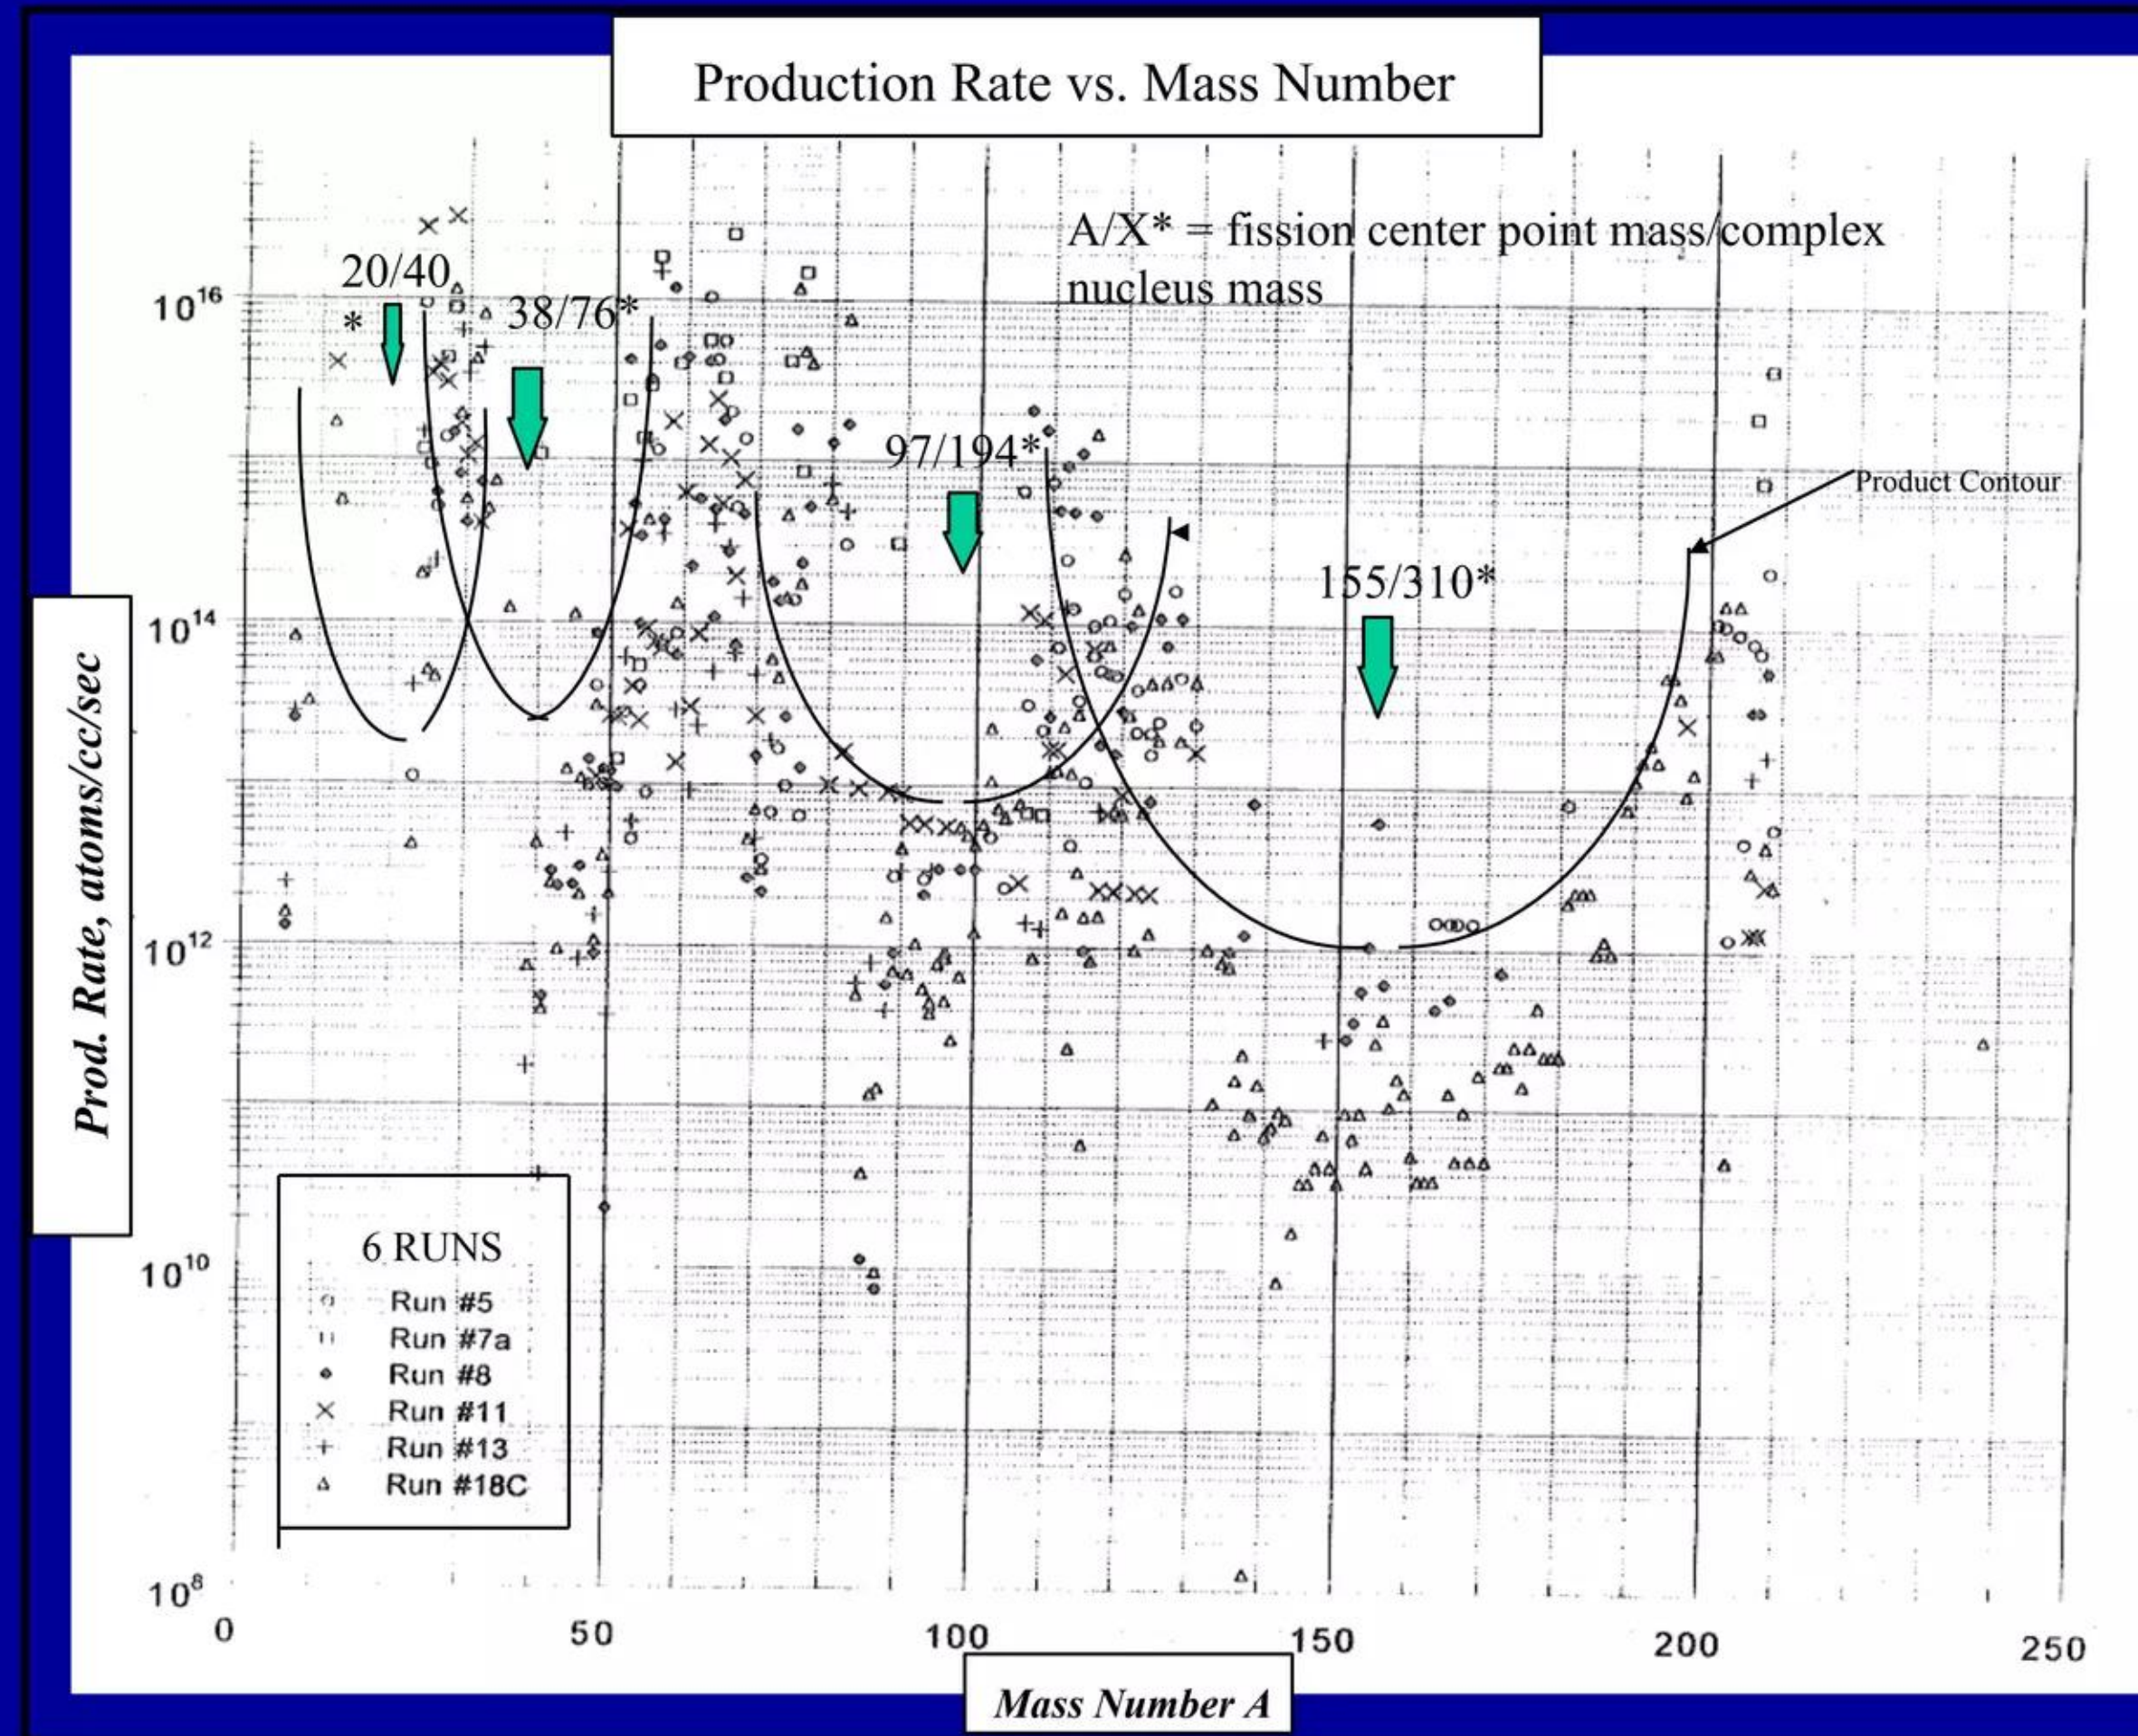 Production Rate vs. Mass Number
A/X* = fission center point mass/complex
nucleus mass
20/40
*
38/76*
97/194*
155/310*
Product Contour
Prod. Rate, atoms/cc/sec
10¹⁶
10¹⁴
10¹²
10¹⁰
10⁸
6 RUNS
Run #5
Run #7a
Run #8
Run #11
Run #13
Run #18C
0 50 100 150 200 250
Mass Number A